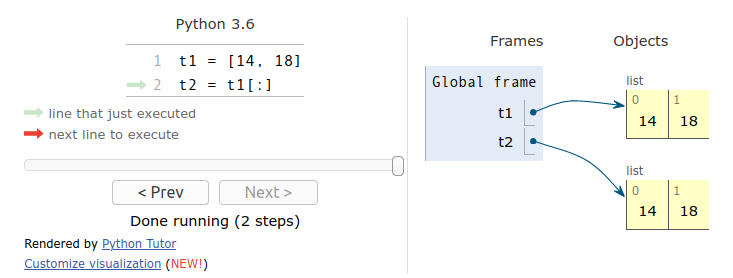 Python 3.6
1 t1 = [14, 18]
2 t2 = t1[:]
line that just executed
next line to execute
< Prev
Next >
Done running (2 steps)
Rendered by Python Tutor
Customize visualization (NEW!)
Frames
Objects
Global frame
t1
t2
list
0 1
14 18
list
0 1
14 18